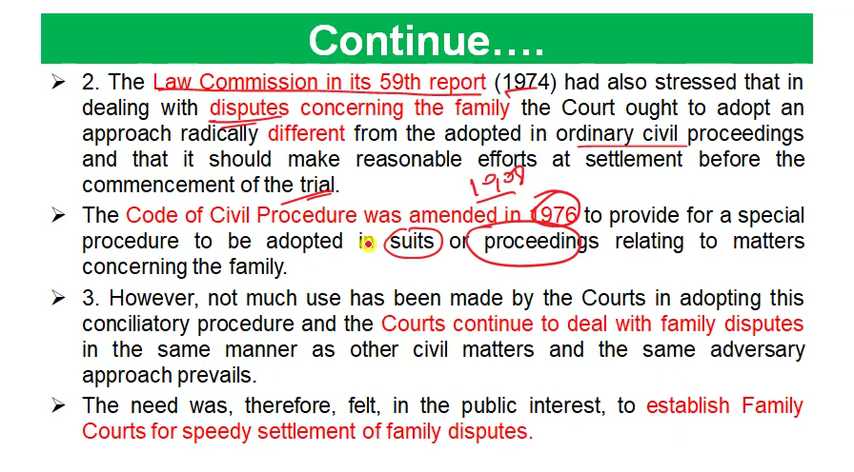 Continue….
➢ 2. The Law Commission in its 59th report (1974) had also stressed that in
dealing with disputes concerning the family the Court ought to adopt an
approach radically different from the adopted in ordinary civil proceedings
and that it should make reasonable efforts at settlement before the
commencement of the trial.
1908
➢ The Code of Civil Procedure was amended in 1976 to provide for a special
procedure to be adopted in suits or proceedings relating to matters
concerning the family.
➢ 3. However, not much use has been made by the Courts in adopting this
conciliatory procedure and the Courts continue to deal with family disputes
in the same manner as other civil matters and the same adversary
approach prevails.
➢ The need was, therefore, felt, in the public interest, to establish Family
Courts for speedy settlement of family disputes.